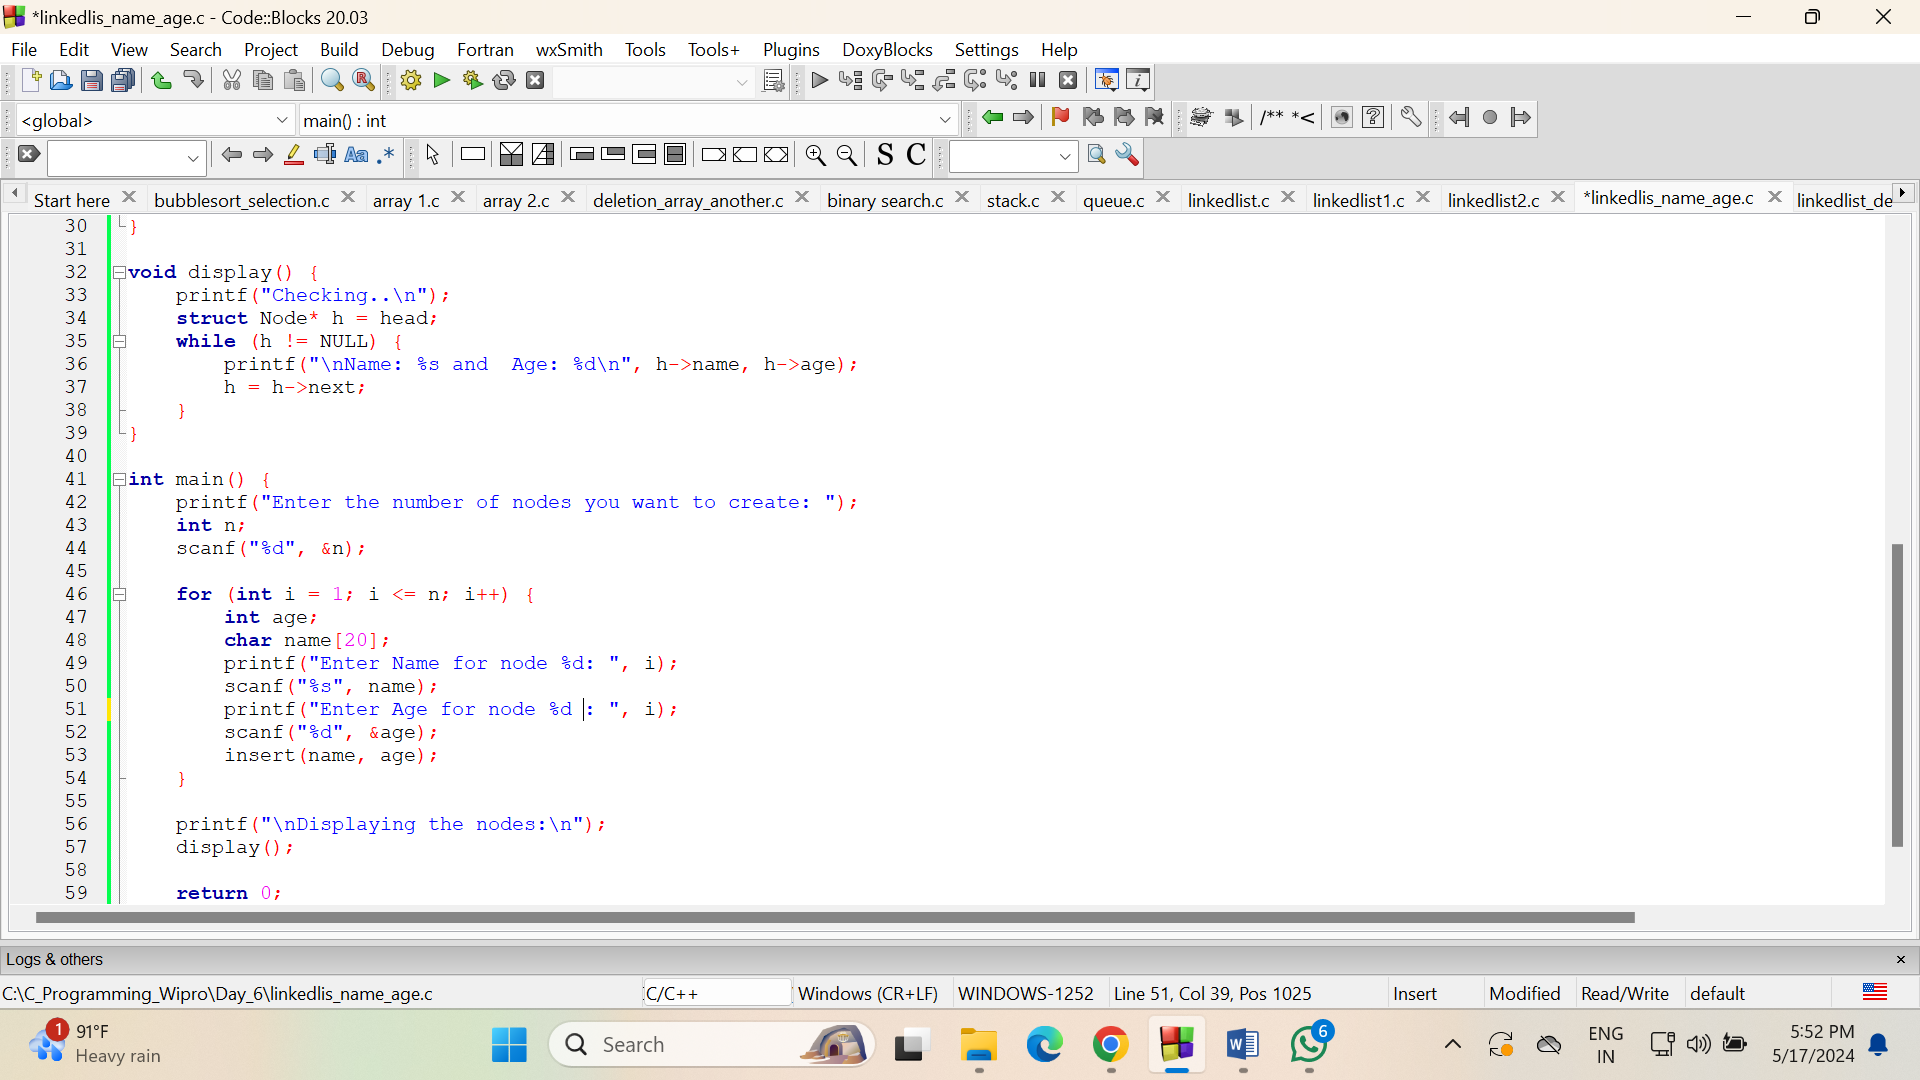 *linkedlis_name_age.c - Code::Blocks 20.03
File Edit View Search Project Build Debug Fortran wxSmith Tools Tools+ Plugins DoxyBlocks Settings Help
<global> main() : int /** *<
Aa .* S C
Start here bubblesort_selection.c array 1.c array 2.c deletion_array_another.c binary search.c stack.c queue.c linkedlist.c linkedlist1.c linkedlist2.c *linkedlis_name_age.c linkedlist_de
30 }
31
32 void display() {
33 printf("Checking..\n");
34 struct Node* h = head;
35 while (h != NULL) {
36 printf("\nName: %s and  Age: %d\n", h->name, h->age);
37 h = h->next;
38 }
39 }
40
41 int main() {
42 printf("Enter the number of nodes you want to create: ");
43 int n;
44 scanf("%d", &n);
45
46 for (int i = 1; i <= n; i++) {
47 int age;
48 char name[20];
49 printf("Enter Name for node %d: ", i);
50 scanf("%s", name);
51 printf("Enter Age for node %d : ", i);
52 scanf("%d", &age);
53 insert(name, age);
54 }
55
56 printf("\nDisplaying the nodes:\n");
57 display();
58
59 return 0;
Logs & others
C:\C_Programming_Wipro\Day_6\linkedlis_name_age.c C/C++ Windows (CR+LF) WINDOWS-1252 Line 51, Col 39, Pos 1025 Insert Modified Read/Write default
1 91°F
Heavy rain
Search
6
ENG
IN
5:52 PM
5/17/2024